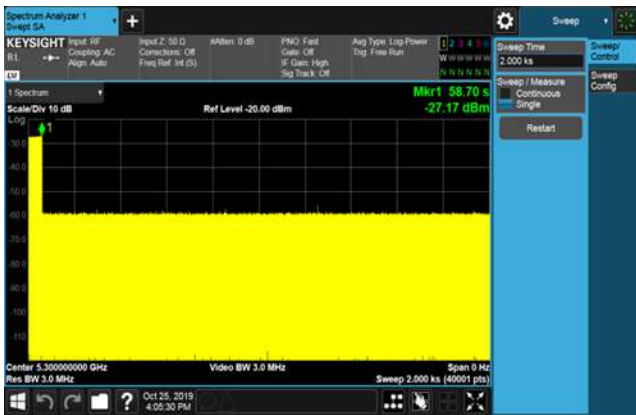 Spectrum Analyzer 1
Swept SA
Sweep
KEYSIGHT
Input: RF
Coupling: AC
Align: Auto
Input Z: 50 Ω
Corrections: Off
Freq Ref: Int (S)
#Atten: 0 dB
PNO: Fast
Gate: Off
IF Gain: High
Sig Track: Off
Avg Type: Log-Power
Trig: Free Run
1 2 3 4 5 6
W W W W W W
N N N N N N
Sweep Time
2.000 ks
Sweep / Measure
Continuous
Single
Restart
Sweep/
Control
Sweep
Config
1 Spectrum
Scale/Div 10 dB
Ref Level -20.00 dBm
Mkr1 58.70 s
-27.17 dBm
Log
1
-30.0
-40.0
-50.0
-60.0
-70.0
-80.0
-90.0
-100
-110
Center 5.300000000 GHz
Res BW 3.0 MHz
Video BW 3.0 MHz
Span 0 Hz
Sweep 2.000 ks (40001 pts)
Oct 25, 2019
4:05:30 PM